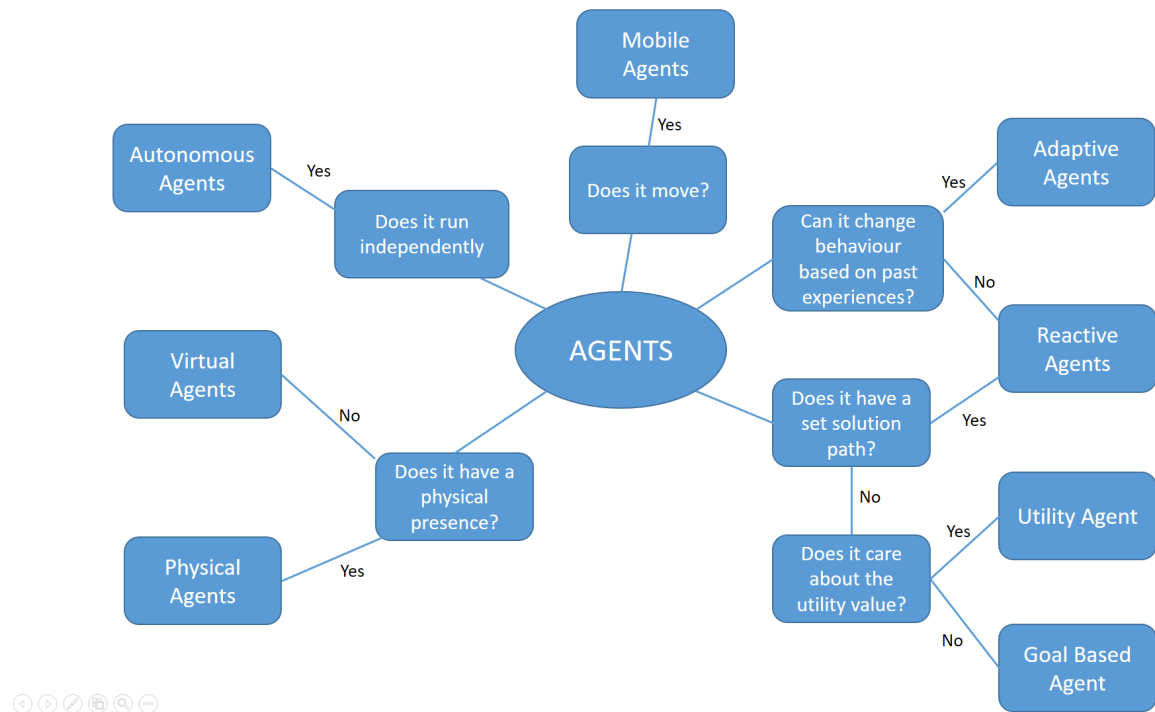 Mobile
Agents
Yes
Does it move?
Autonomous
Agents
Yes
Does it run
independently
Adaptive
Agents
Yes
Can it change
behaviour
based on past
experiences?
No
Reactive
Agents
AGENTS
Virtual
Agents
No
Does it have a
physical
presence?
Yes
Physical
Agents
Does it have a
set solution
path?
Yes
No
Does it care
about the
utility value?
Yes
Utility Agent
No
Goal Based
Agent